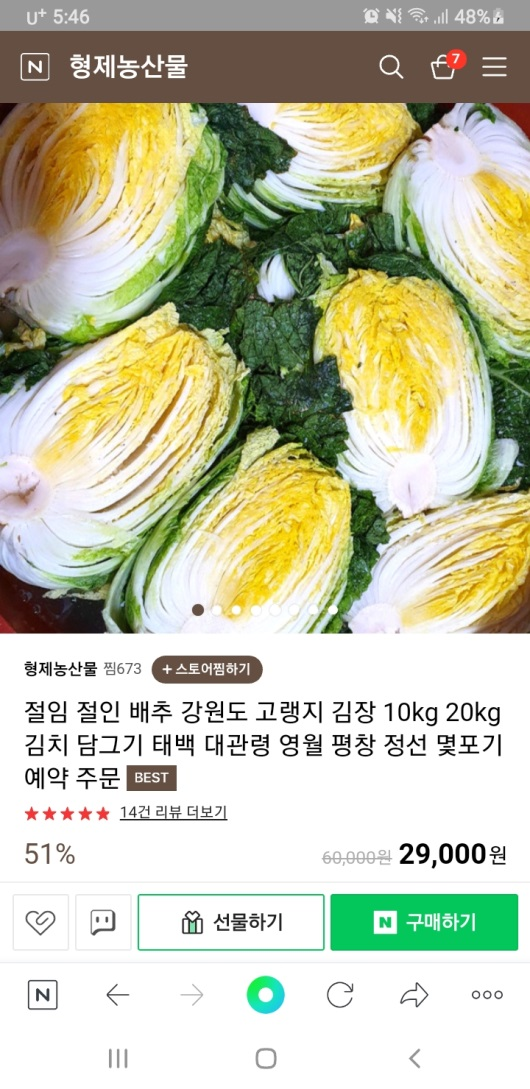 U+ 5:46 48%
N 형제농산물 7
형제농산물 찜673 + 스토어찜하기
절임 절인 배추 강원도 고랭지 김장 10kg 20kg
김치 담그기 태백 대관령 영월 평창 정선 몇포기
예약 주문 BEST
14건 리뷰 더보기
51% 60,000원 29,000원
선물하기 N 구매하기
N